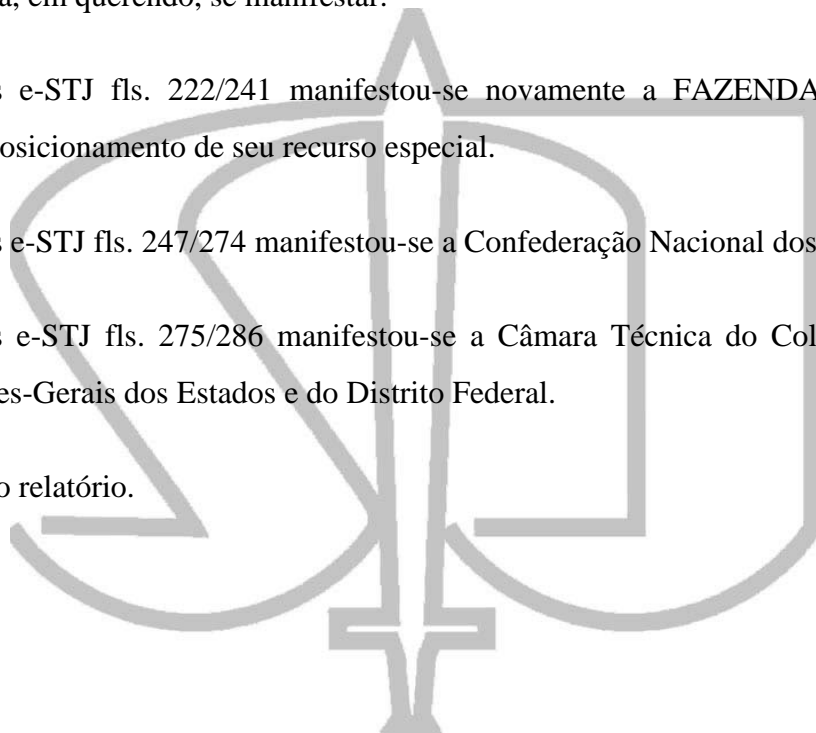 em querendo, se manifestar.
e-STJ fls. 222/241 manifestou-se novamente a FAZENDA
posicionamento de seu recurso especial.
e-STJ fls. 247/274 manifestou-se a Confederação Nacional dos
e-STJ fls. 275/286 manifestou-se a Câmara Técnica do Col
es-Gerais dos Estados e do Distrito Federal.
o relatório.